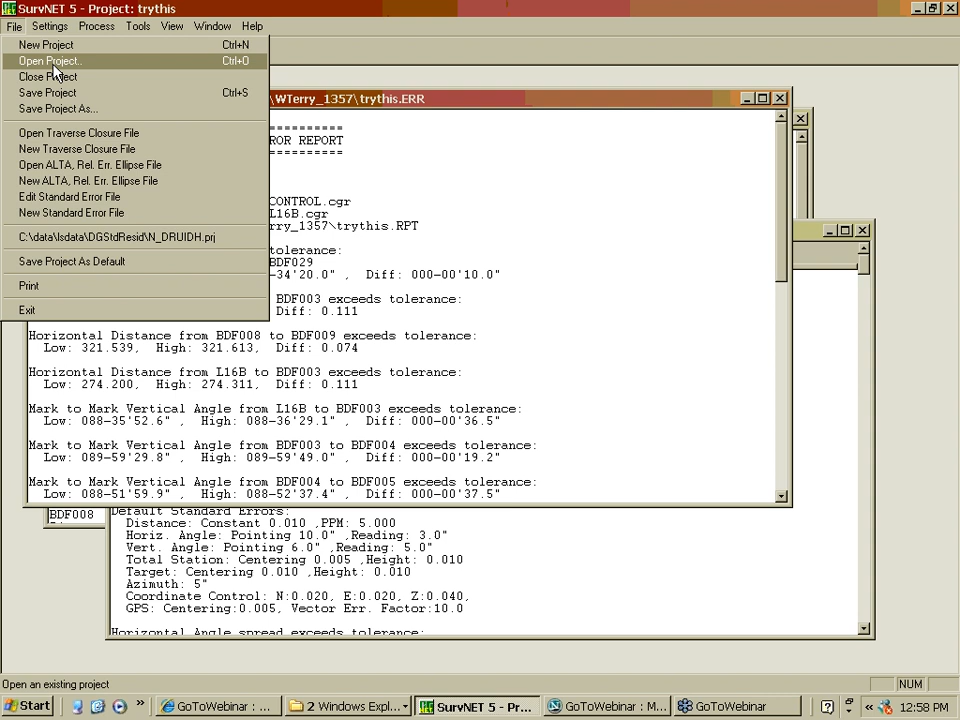 SurvNET 5 - Project: trythis
File Settings Process Tools View Window Help
New Project Ctrl+N
Open Project.. Ctrl+O
Close Project
Save Project Ctrl+S
Save Project As...
Open Traverse Closure File
New Traverse Closure File
Open ALTA, Rel. Err. Ellipse File
New ALTA, Rel. Err. Ellipse File
Edit Standard Error File
New Standard Error File
C:\data\lsdata\DGStdResid\N_DRUIDH.prj
Save Project As Default
Print
Exit
\WTerry_1357\trythis.ERR
==========
ROR REPORT
==========
CONTROL.cgr
L16B.cgr
rry_1357\trythis.RPT
tolerance:
BDF029
-34'20.0" , Diff: 000-00'10.0"
BDF003 exceeds tolerance:
Diff: 0.111
Horizontal Distance from BDF008 to BDF009 exceeds tolerance:
Low: 321.539, High: 321.613, Diff: 0.074
Horizontal Distance from L16B to BDF003 exceeds tolerance:
Low: 274.200, High: 274.311, Diff: 0.111
Mark to Mark Vertical Angle from L16B to BDF003 exceeds tolerance:
Low: 088-35'52.6" , High: 088-36'29.1" , Diff: 000-00'36.5"
Mark to Mark Vertical Angle from BDF003 to BDF004 exceeds tolerance:
Low: 089-59'29.8" , High: 089-59'49.0" , Diff: 000-00'19.2"
Mark to Mark Vertical Angle from BDF004 to BDF005 exceeds tolerance:
Low: 088-51'59.9" , High: 088-52'37.4" , Diff: 000-00'37.5"
BDF008
Default Standard Errors:
Distance: Constant 0.010 ,PPM: 5.000
Horiz. Angle: Pointing 10.0" ,Reading: 3.0"
Vert. Angle: Pointing 6.0" ,Reading: 5.0"
Total Station: Centering 0.005 ,Height: 0.010
Target: Centering 0.010 ,Height: 0.010
Azimuth: 5"
Coordinate Control: N:0.020, E:0.020, Z:0.040,
GPS: Centering:0.005, Vector Err. Factor:10.0
Horizontal Angle spread exceeds tolerance:
Open an existing project NUM
Start » GoToWebinar : ... 2 Windows Expl... SurvNET 5 - Pr... GoToWebinar : M... GoToWebinar « 12:58 PM